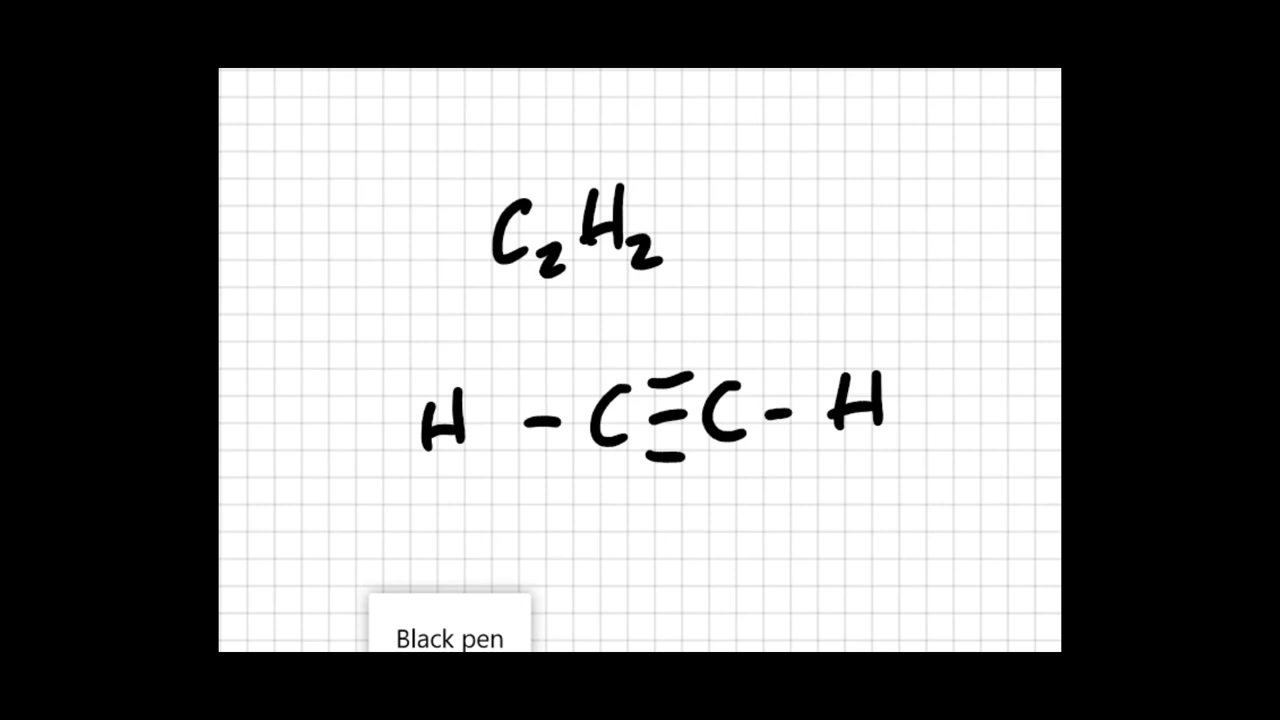 C₂H₂
H - C≡C - H
Black pen